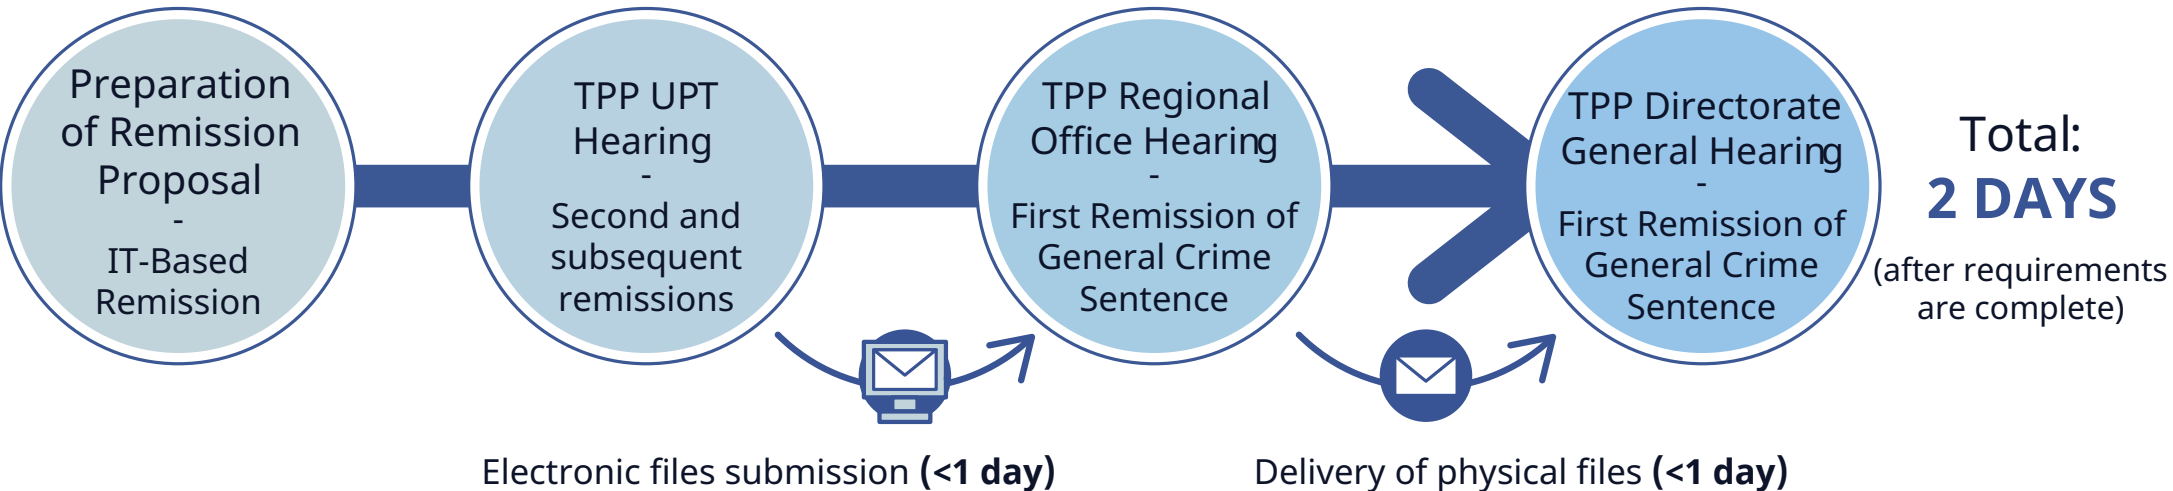 Preparation
of Remission
Proposal
-
IT-Based
Remission
TPP UPT
Hearing
-
Second and
subsequent
remissions
TPP Regional
Office Hearing
-
First Remission of
General Crime
Sentence
TPP Directorate
General Hearing
-
First Remission of
General Crime
Sentence
Total:
2 DAYS
(after requirements
are complete)
Electronic files submission (<1 day)
Delivery of physical files (<1 day)